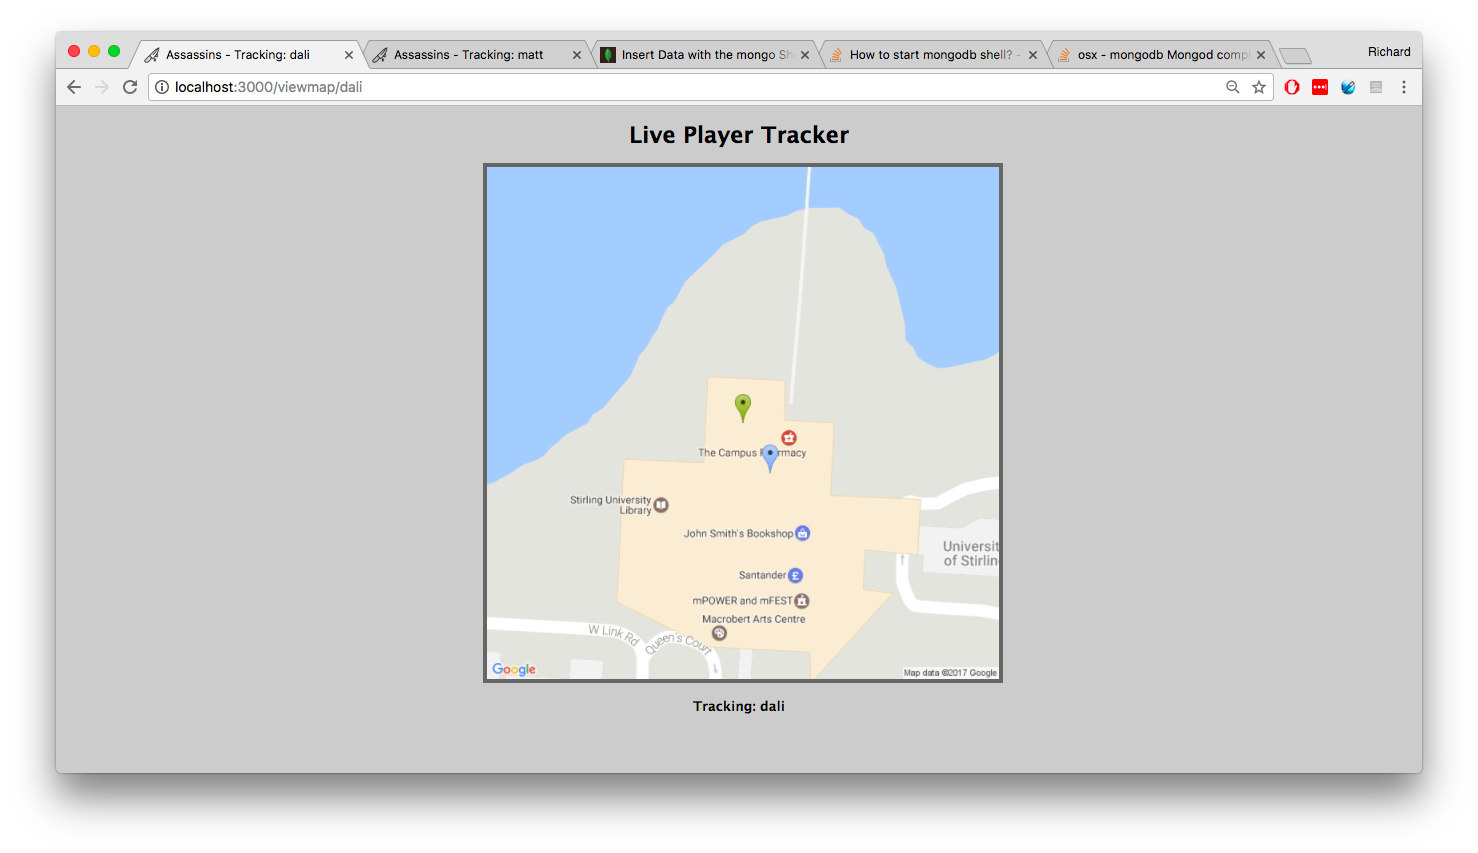 Assassins - Tracking: dali
Assassins - Tracking: matt
Insert Data with the mongo Sh
How to start mongodb shell? -
osx - mongodb Mongod comp
Richard
localhost:3000/viewmap/dali
Live Player Tracker
The Campus P rmacy
Stirling University
Library
John Smith's Bookshop
Santander
mPOWER and mFEST
Macrobert Arts Centre
Universit
of Stirlin
W Link Rd
Queen's Court
Google
Map data ©2017 Google
Tracking: dali